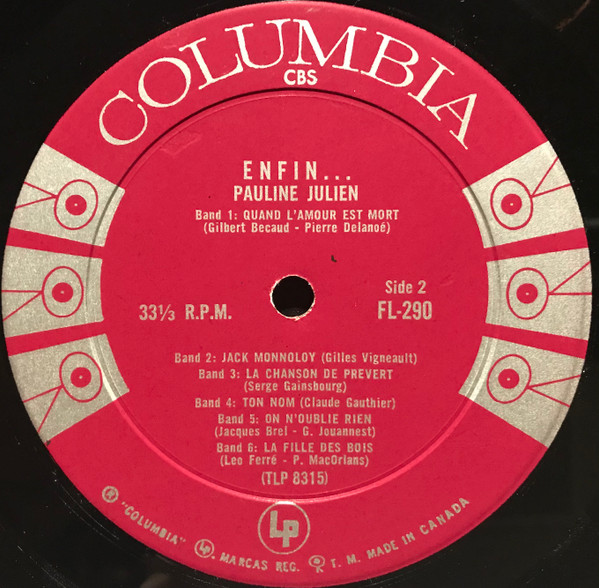 COLUMBIA
CBS
ENFIN...
PAULINE JULIEN
Band 1: QUAND L'AMOUR EST MORT
(Gilbert Becaud - Pierre Delanoé)
Side 2
33⅓ R.P.M.
FL-290
Band 2: JACK MONNOLOY (Gilles Vigneault)
Band 3: LA CHANSON DE PREVERT
(Serge Gainsbourg)
Band 4: TON NOM (Claude Gauthier)
Band 5: ON N'OUBLIE RIEN
(Jacques Brel - G. Jouannest)
Band 6: LA FILLE DES BOIS
(Leo Ferré - P. MacOrlans)
(TLP 8315)
Lp
"COLUMBIA" MARCAS REG. T. M. MADE IN CANADA